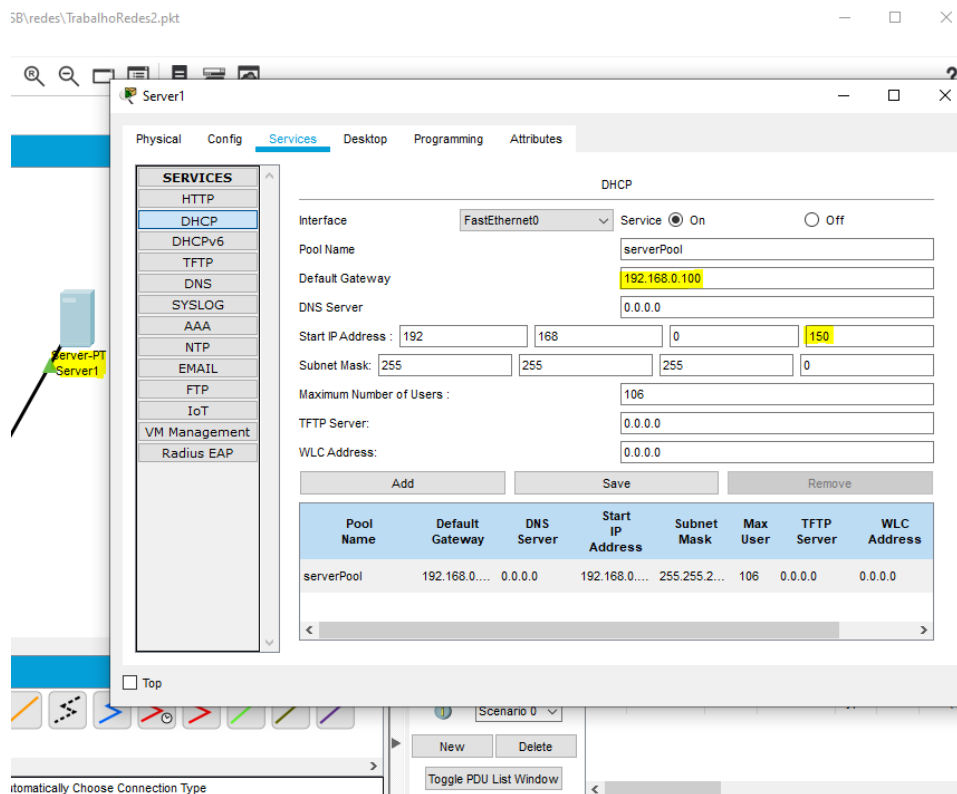 SB\redes\TrabalhoRedes2.pkt
?
Server1
Physical Config Services Desktop Programming Attributes
SERVICES
HTTP
DHCP
DHCPv6
TFTP
DNS
SYSLOG
AAA
NTP
EMAIL
FTP
IoT
VM Management
Radius EAP
DHCP
Interface FastEthernet0 Service On Off
Pool Name serverPool
Default Gateway 192.168.0.100
DNS Server 0.0.0.0
Start IP Address : 192 168 0 150
Subnet Mask: 255 255 255 0
Maximum Number of Users : 106
TFTP Server: 0.0.0.0
WLC Address: 0.0.0.0
Add Save Remove
Pool Name Default Gateway DNS Server Start IP Address Subnet Mask Max User TFTP Server WLC Address
serverPool 192.168.0.... 0.0.0.0 192.168.0.... 255.255.2... 106 0.0.0.0 0.0.0.0
Server-PT
Server1
Top
Scenario 0
New Delete
Toggle PDU List Window
utomatically Choose Connection Type